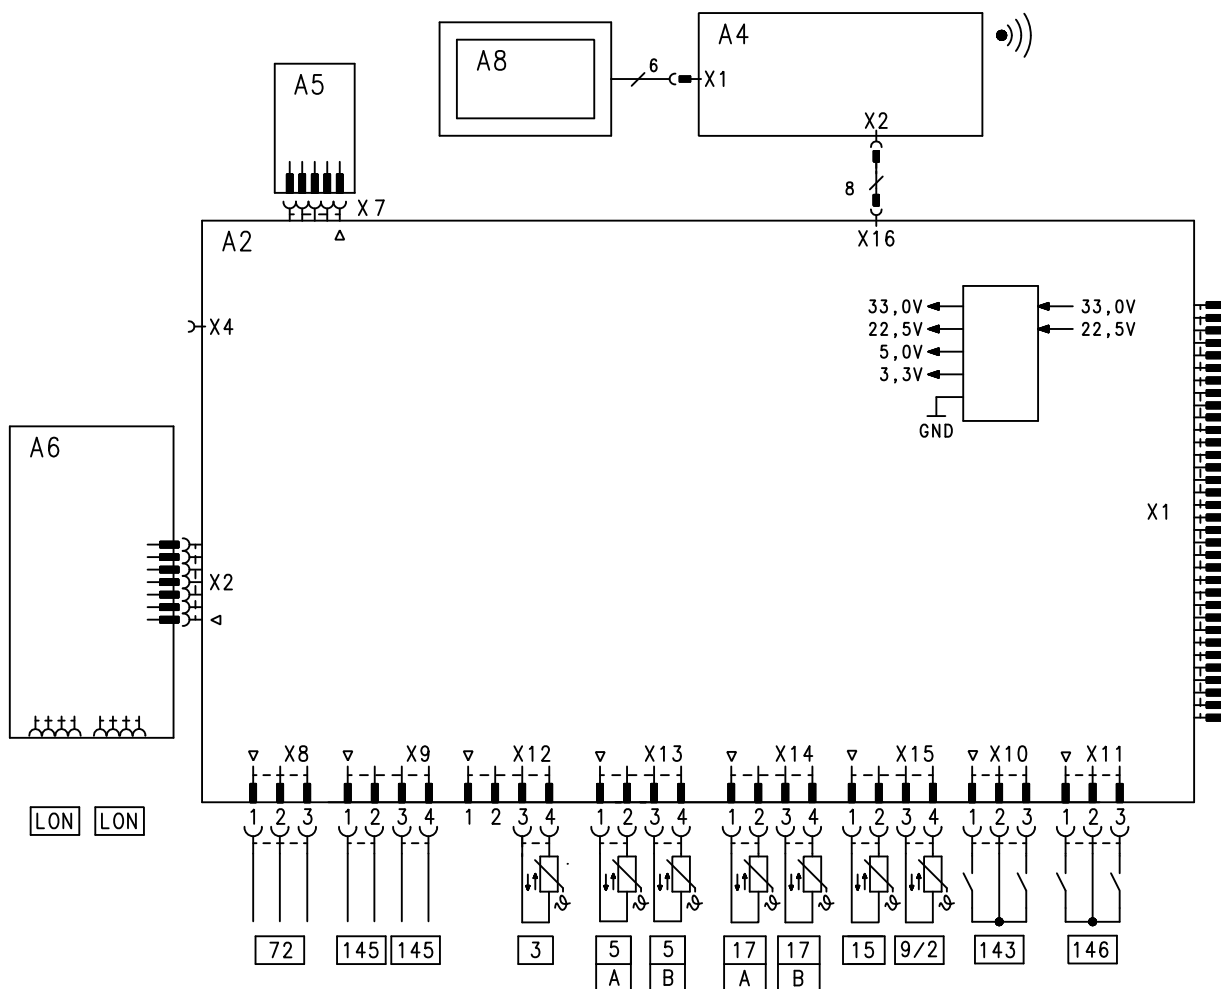 A4
A8
6
X1
A5
X2
8
X7
A2
X16
33,0V 33,0V
22,5V 22,5V
5,0V
3,3V
GND
X4
A6
X1
X2
X8 X9 X12 X13 X14 X15 X10 X11
LON LON
1 2 3 1 2 3 4 1 2 3 4 1 2 3 4 1 2 3 4 1 2 3 4 1 2 3 1 2 3
ϑ ϑ ϑ ϑ ϑ ϑ ϑ
72 145 145 3 5 5 17 17 15 9/2 143 146
A B A B